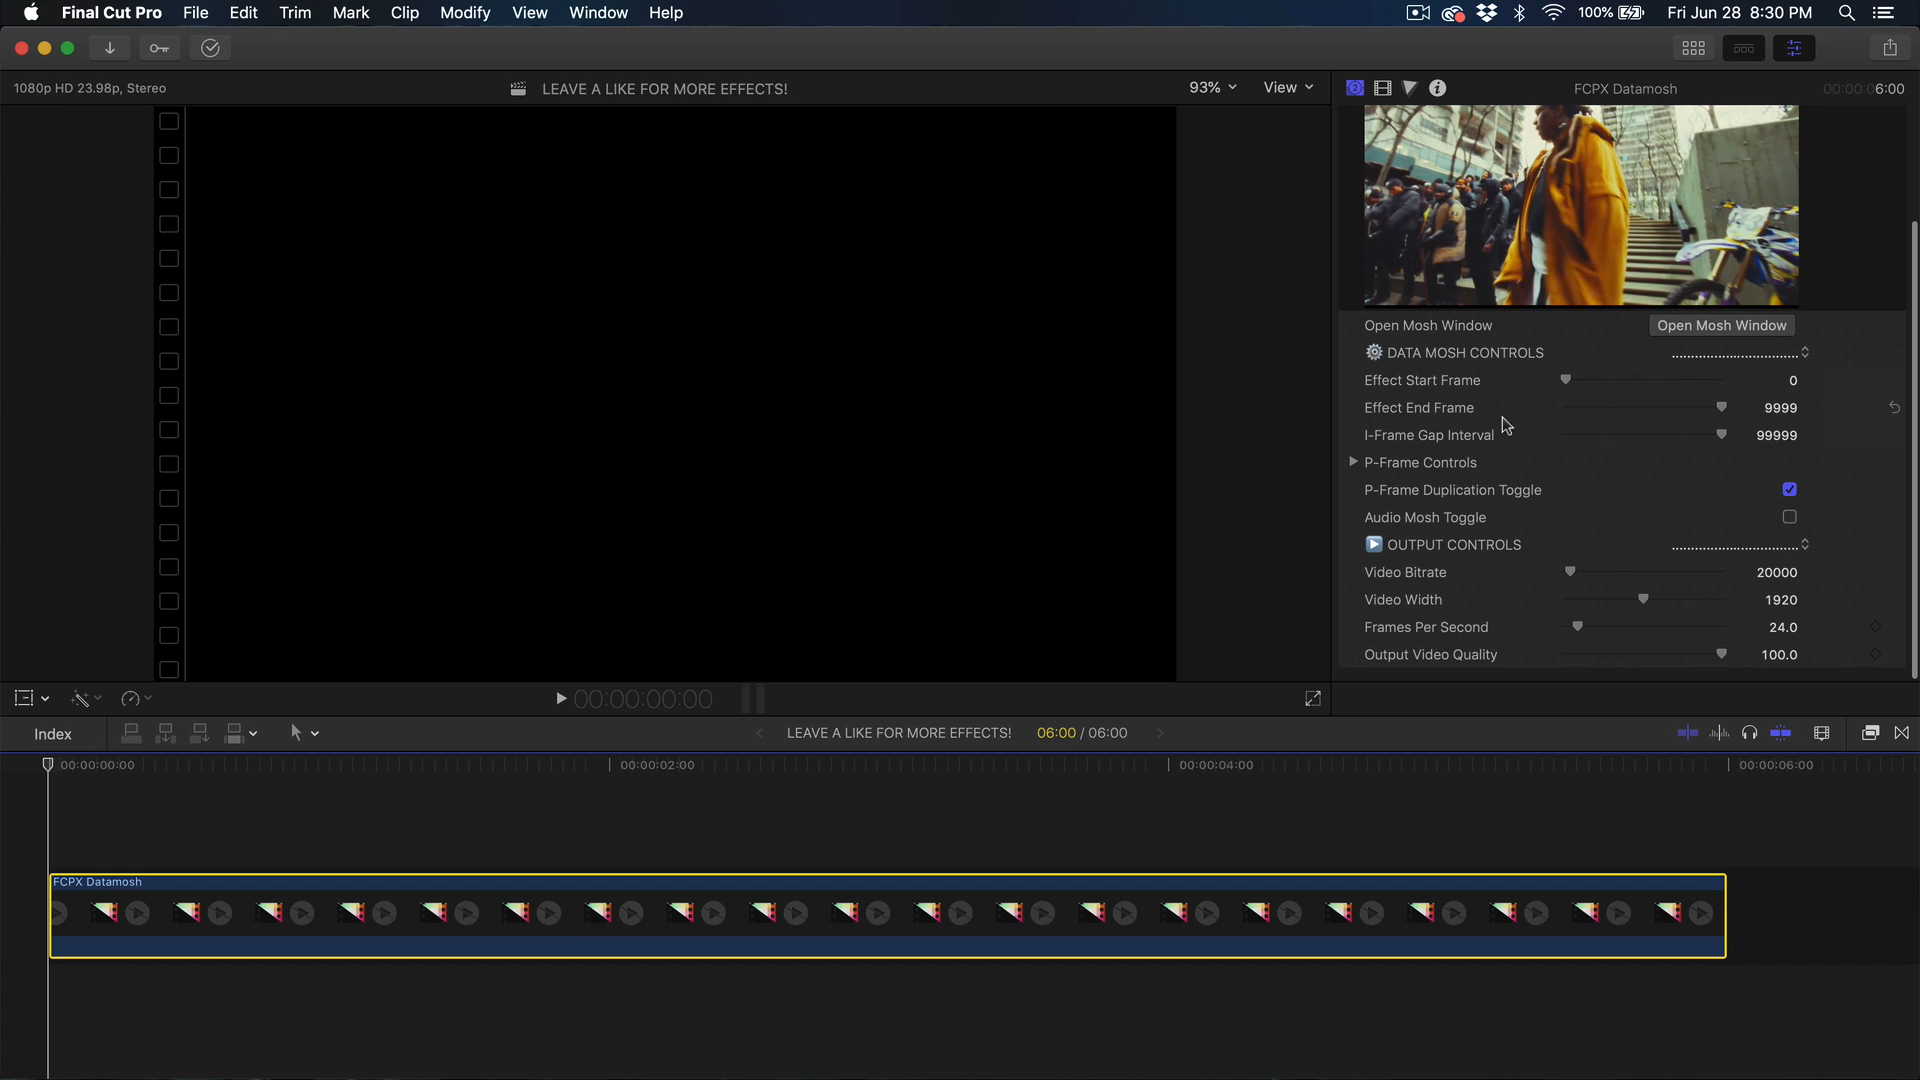 Final Cut Pro File Edit Trim Mark Clip Modify View Window Help 100% Fri Jun 28 8:30 PM
1080p HD 23.98p, Stereo LEAVE A LIKE FOR MORE EFFECTS! 93% View FCPX Datamosh 00:00:06:00
Open Mosh Window Open Mosh Window
DATA MOSH CONTROLS
Effect Start Frame 0
Effect End Frame 9999
I-Frame Gap Interval 99999
P-Frame Controls
P-Frame Duplication Toggle
Audio Mosh Toggle
OUTPUT CONTROLS
Video Bitrate 20000
Video Width 1920
Frames Per Second 24.0
Output Video Quality 100.0
00:00:00:00
Index LEAVE A LIKE FOR MORE EFFECTS! 06:00 / 06:00
00:00:00:00 00:00:02:00 00:00:04:00 00:00:06:00
FCPX Datamosh